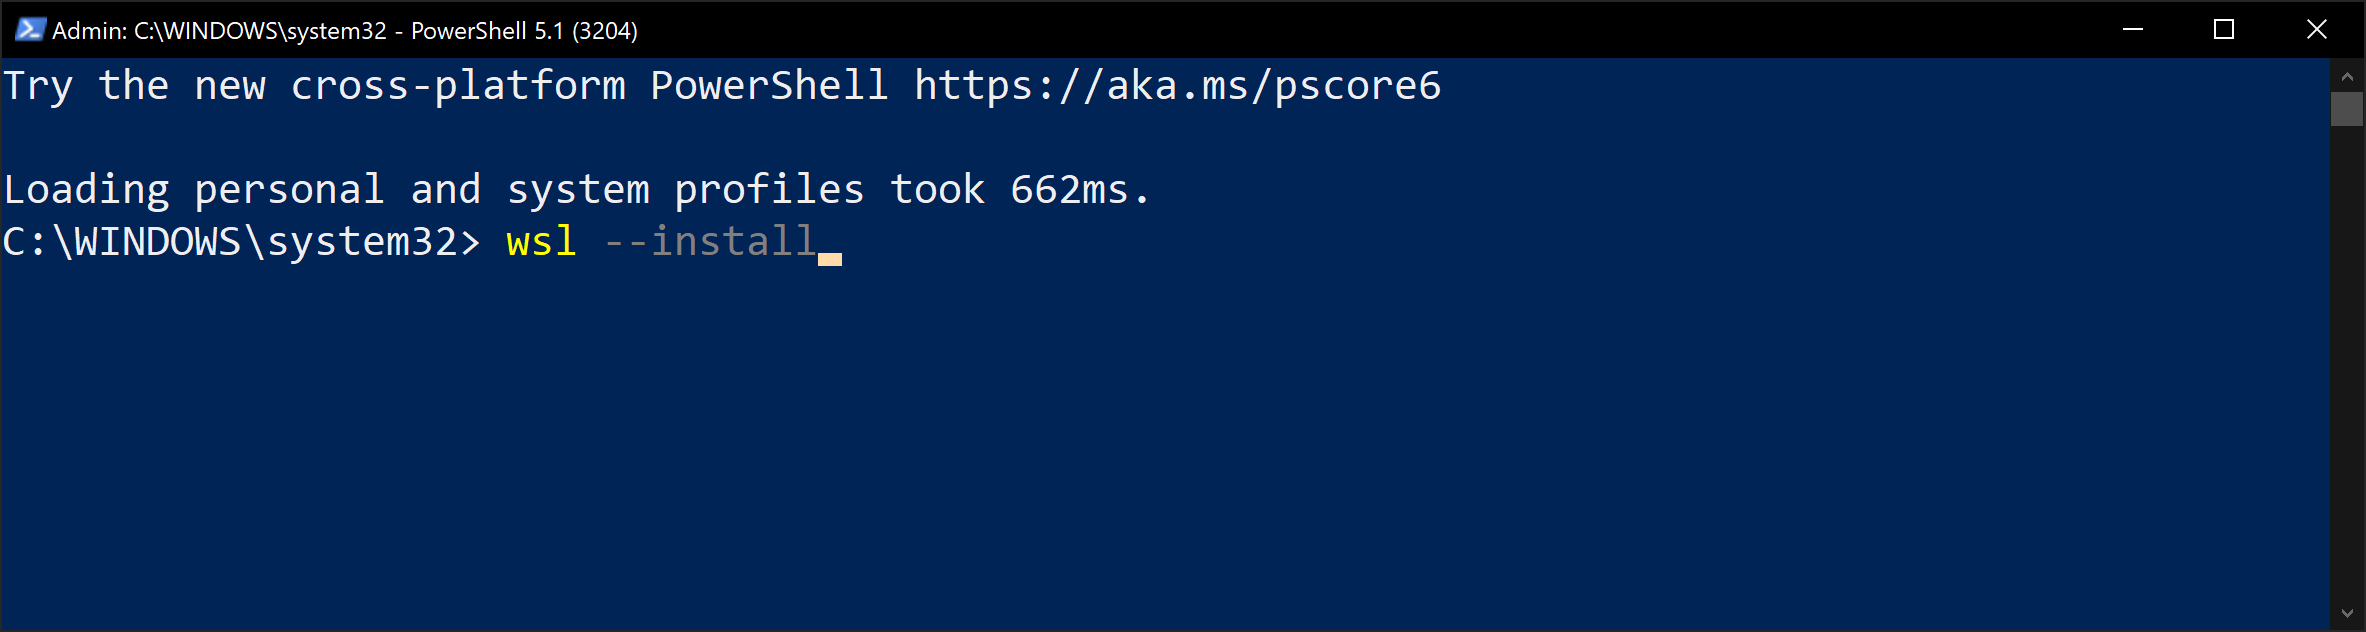 Admin: C:\WINDOWS\system32 - PowerShell 5.1 (3204)
Try the new cross-platform PowerShell https://aka.ms/pscore6
Loading personal and system profiles took 662ms.
C:\WINDOWS\system32> wsl --install